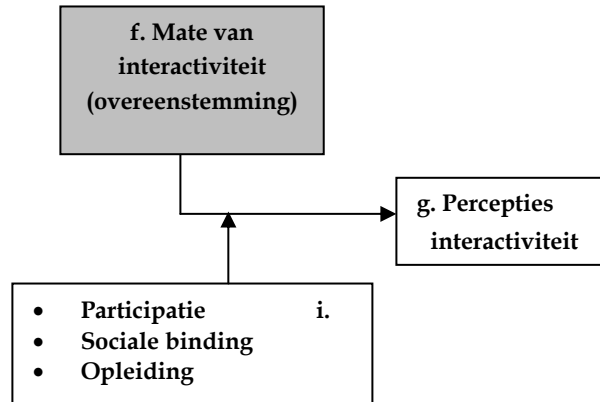 f. Mate van
interactiviteit
(overeenstemming)
g. Percepties
interactiviteit
• Participatie i.
• Sociale binding
• Opleiding